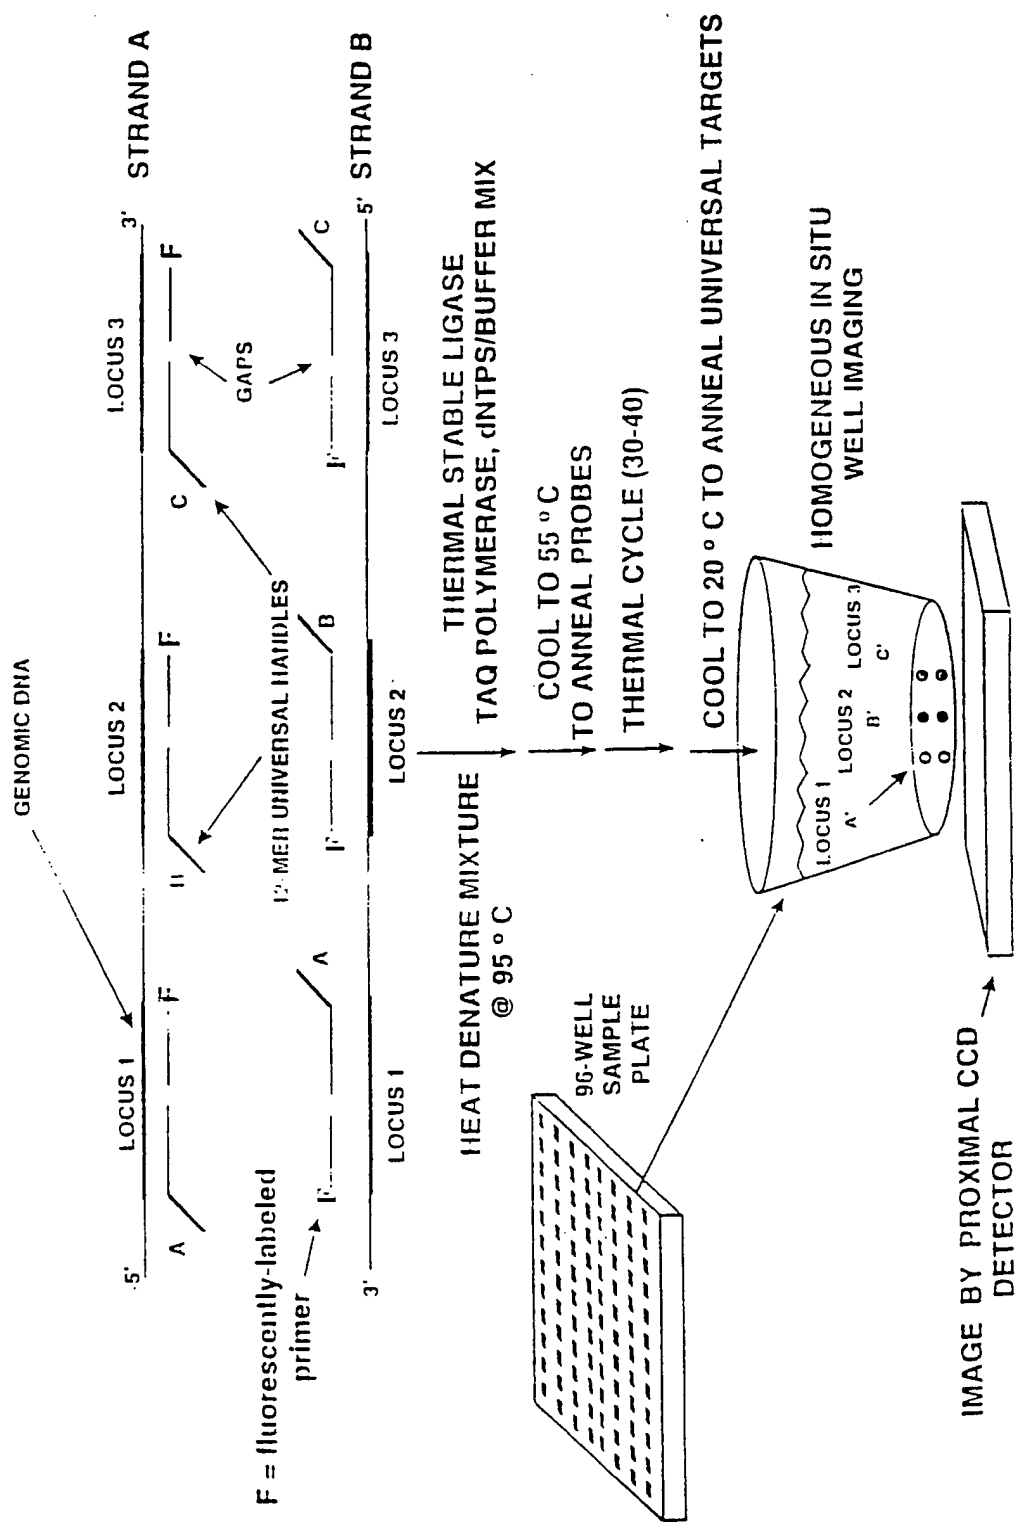 GENOMIC DNA
LOCUS 1
LOCUS 2
LOCUS 3
5'
3'
STRAND A
A
F
F
C
F
GAPS
12-MER UNIVERSAL HANDLES
F = fluorescently-labeled
primer
F
A
F
B
F
C
3'
5'
STRAND B
LOCUS 1
LOCUS 2
LOCUS 3
HEAT DENATURE MIXTURE
@ 95 °C
THERMAL STABLE LIGASE
TAQ POLYMERASE, dNTPS/BUFFER MIX
COOL TO 55 °C
TO ANNEAL PROBES
THERMAL CYCLE (30-40)
COOL TO 20 °C TO ANNEAL UNIVERSAL TARGETS
96-WELL
SAMPLE
PLATE
LOCUS 1
A'
LOCUS 2
B'
LOCUS 3
C'
HOMOGENEOUS IN SITU
WELL IMAGING
IMAGE BY PROXIMAL CCD
DETECTOR